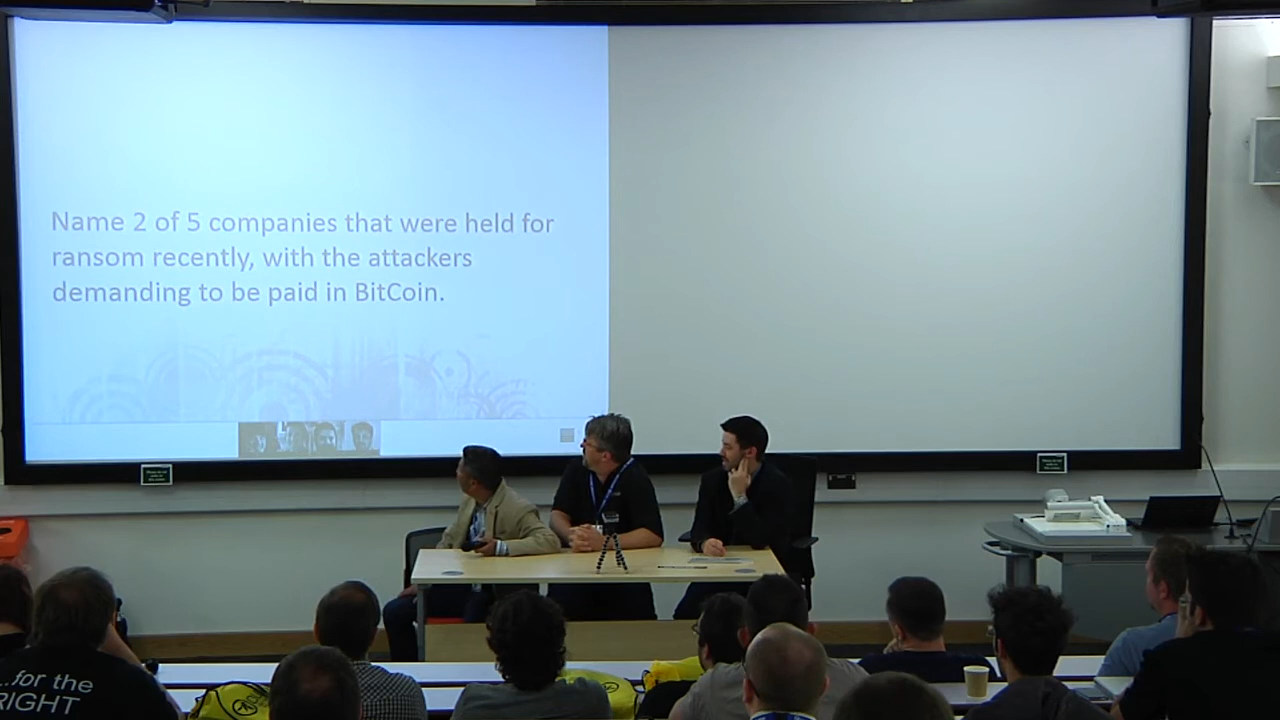 Name 2 of 5 companies that were held for
ransom recently, with the attackers
demanding to be paid in BitCoin.
..for the
RIGHT